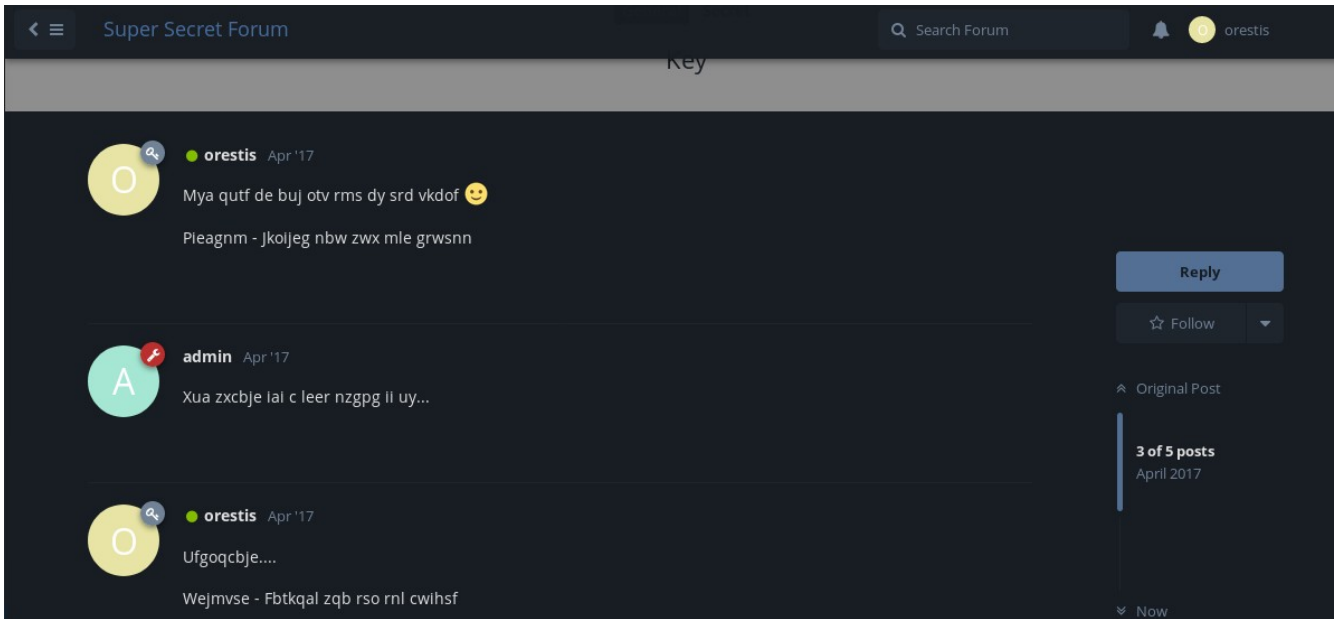 Super Secret Forum
Search Forum
O orestis
Key
O orestis Apr '17
Mya qutf de buj otv rms dy srd vkdof 🙂
Pieagnm - Jkoijeg nbw zwx mle grwsnn
Reply
Follow
A admin Apr '17
Xua zxcbje iai c leer nzgpg ii uy...
Original Post
3 of 5 posts
April 2017
O orestis Apr '17
Ufgoqcbje....
Wejmvse - Fbtkqal zqb rso rnl cwihsf
Now